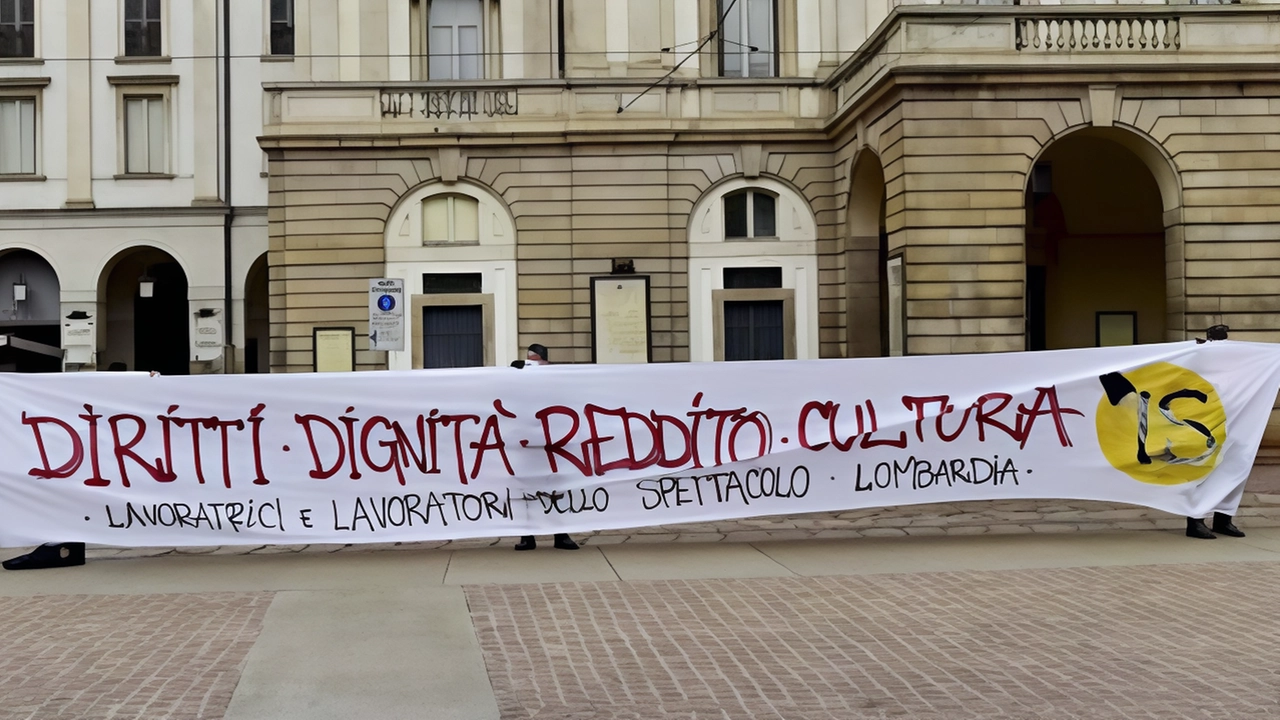 DIRITTI · DIGNITÀ · REDDITO · CULTURA
· LAVORATRICI E LAVORATORI DELLO SPETTACOLO · LOMBARDIA ·